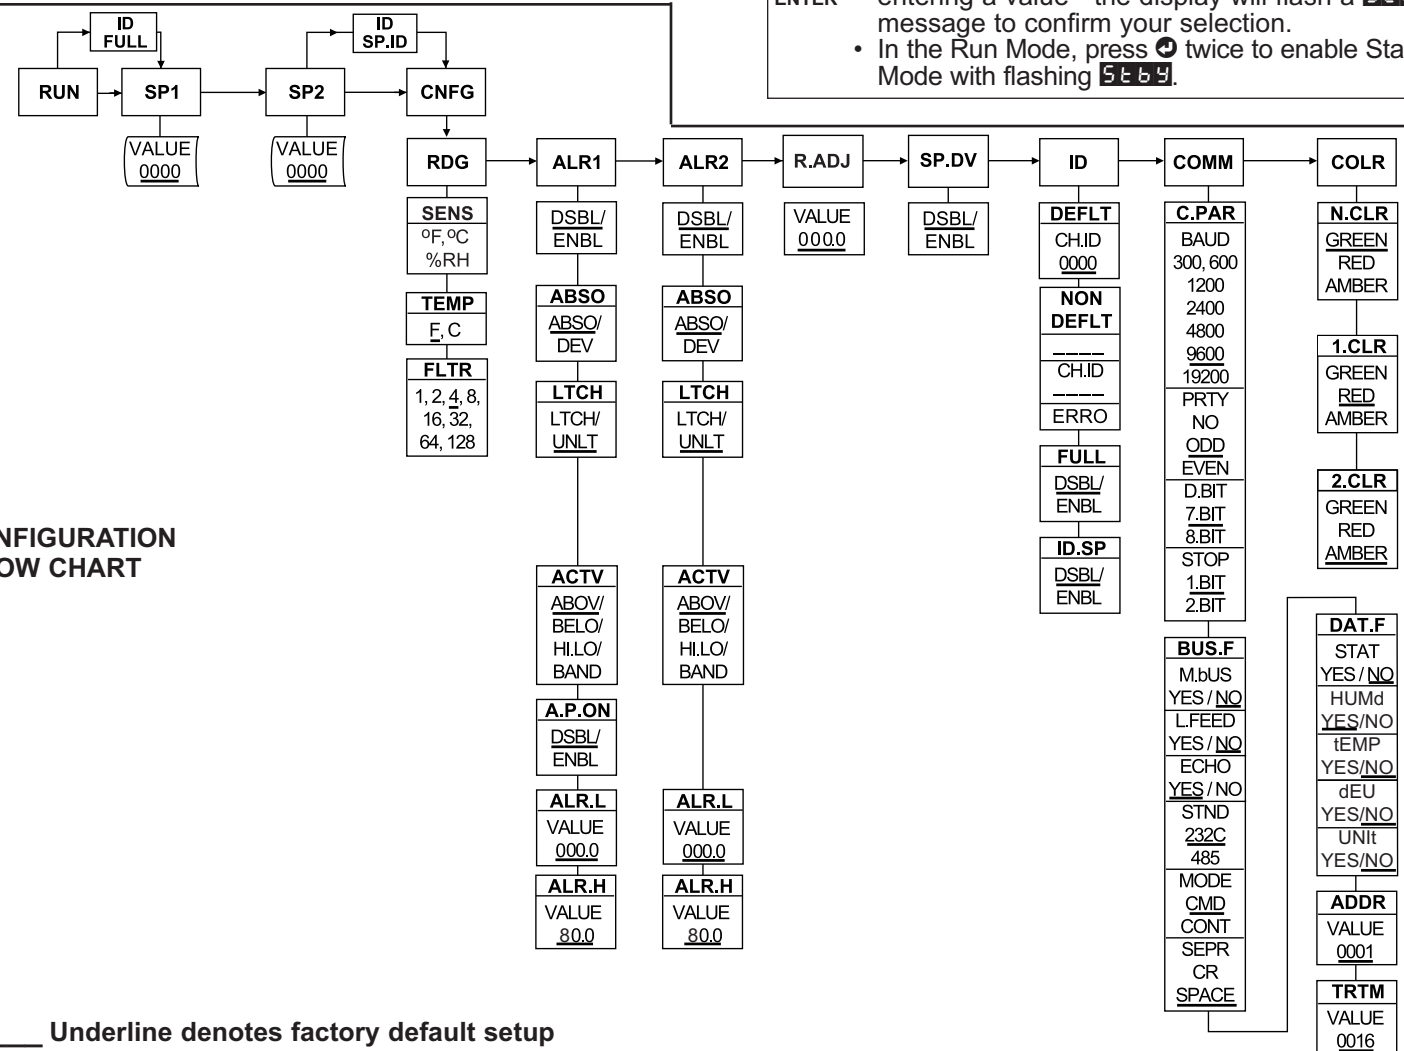 ENTER
message to confirm your selection.
• In the Run Mode, press twice to enable Sta
Mode with flashing Stby.
ID
FULL
ID
SP.ID
RUN
SP1
SP2
CNFG
VALUE
0000
VALUE
0000
RDG
ALR1
ALR2
R.ADJ
SP.DV
ID
COMM
COLR
SENS
ºF, ºC
%RH
TEMP
F, C
FLTR
1, 2, 4, 8,
16, 32,
64, 128
DSBL/
ENBL
ABSO
ABSO/
DEV
LTCH
LTCH/
UNLT
ACTV
ABOV/
BELO/
HI.LO/
BAND
A.P.ON
DSBL/
ENBL
ALR.L
VALUE
000.0
ALR.H
VALUE
80.0
DSBL/
ENBL
ABSO
ABSO/
DEV
LTCH
LTCH/
UNLT
ACTV
ABOV/
BELO/
HI.LO/
BAND
ALR.L
VALUE
000.0
ALR.H
VALUE
80.0
VALUE
000.0
DSBL/
ENBL
DEFLT
CH.ID
0000
NON
DEFLT
____
CH.ID
____
ERRO
FULL
DSBL/
ENBL
ID.SP
DSBL/
ENBL
C.PAR
BAUD
300, 600
1200
2400
4800
9600
19200
PRTY
NO
ODD
EVEN
D.BIT
7.BIT
8.BIT
STOP
1.BIT
2.BIT
BUS.F
M.bUS
YES / NO
L.FEED
YES / NO
ECHO
YES / NO
STND
232C
485
MODE
CMD
CONT
SEPR
CR
SPACE
N.CLR
GREEN
RED
AMBER
1.CLR
GREEN
RED
AMBER
2.CLR
GREEN
RED
AMBER
DAT.F
STAT
YES / NO
HUMd
YES/NO
tEMP
YES/NO
dEU
YES/NO
UNIt
YES/NO
ADDR
VALUE
0001
TRTM
VALUE
0016
NFIGURATION
OW CHART
___ Underline denotes factory default setup